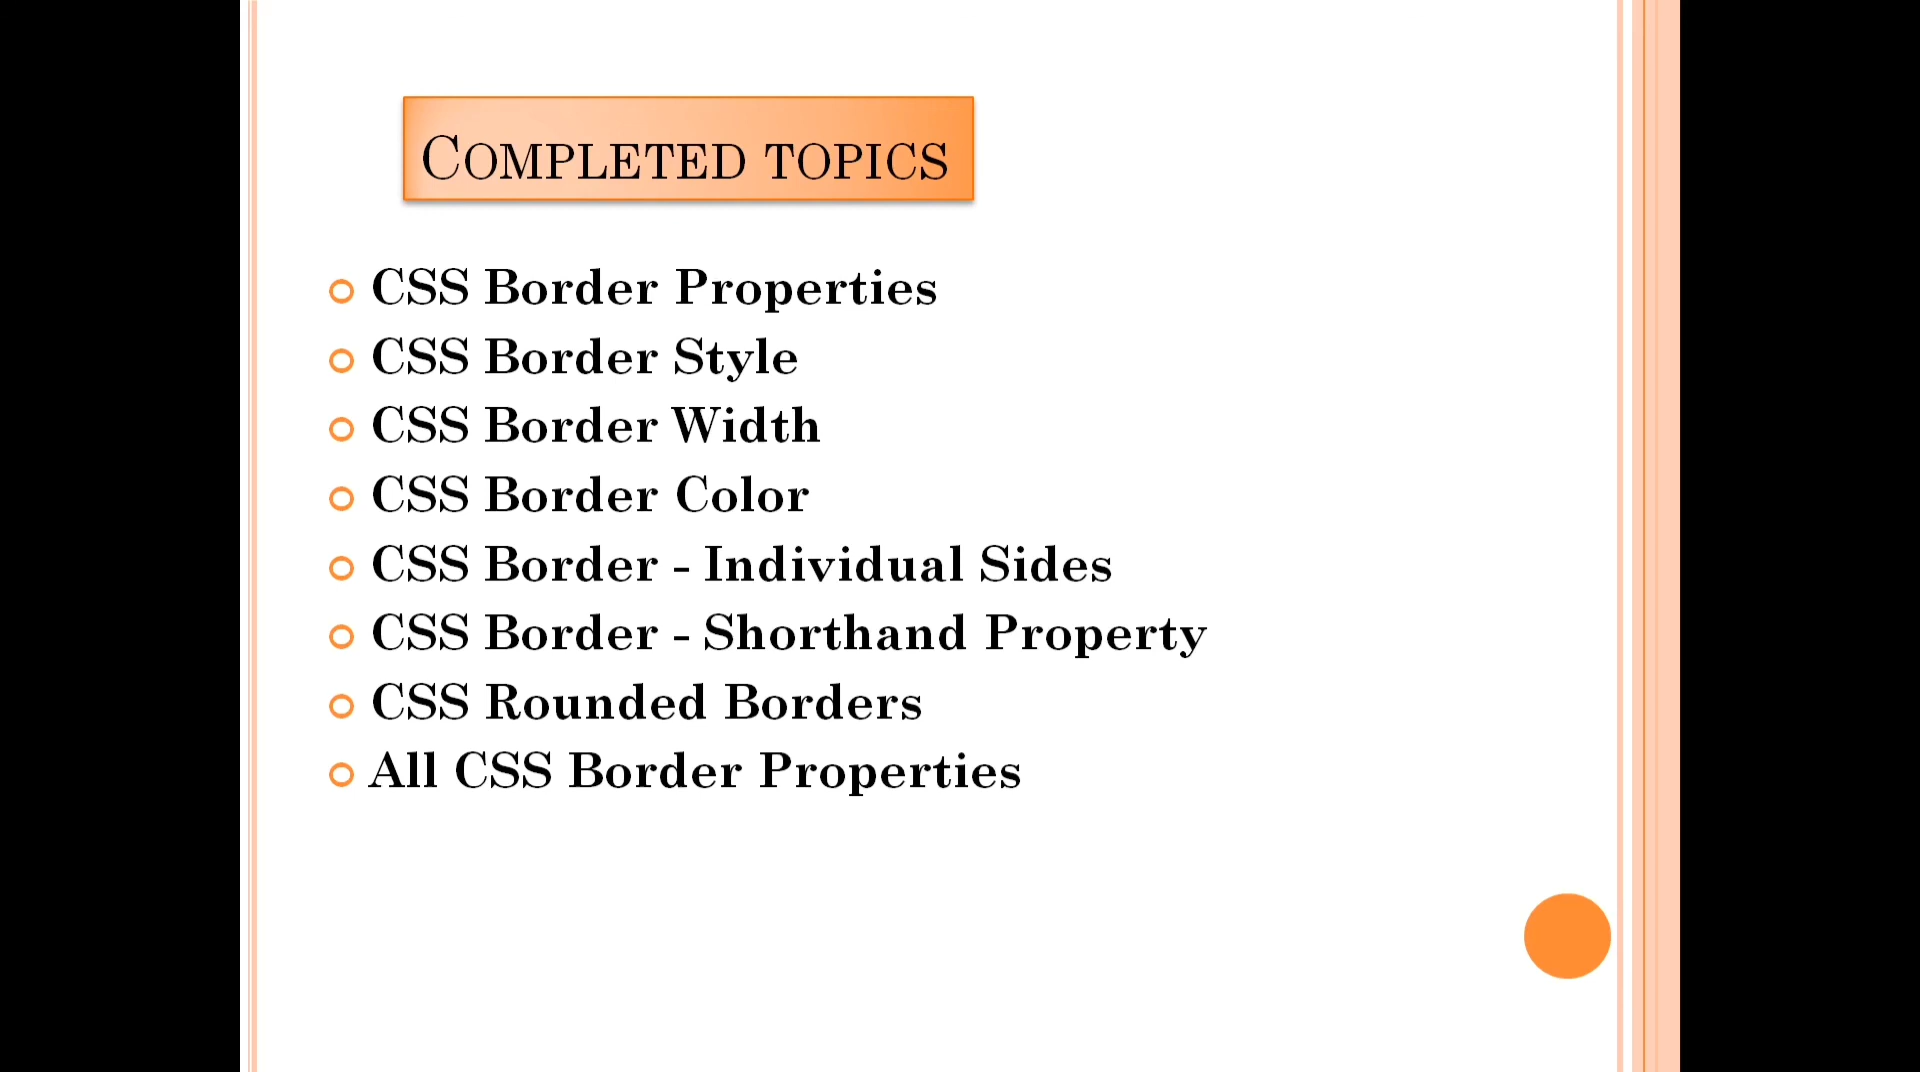 COMPLETED TOPICS
CSS Border Properties
CSS Border Style
CSS Border Width
CSS Border Color
CSS Border - Individual Sides
CSS Border - Shorthand Property
CSS Rounded Borders
All CSS Border Properties